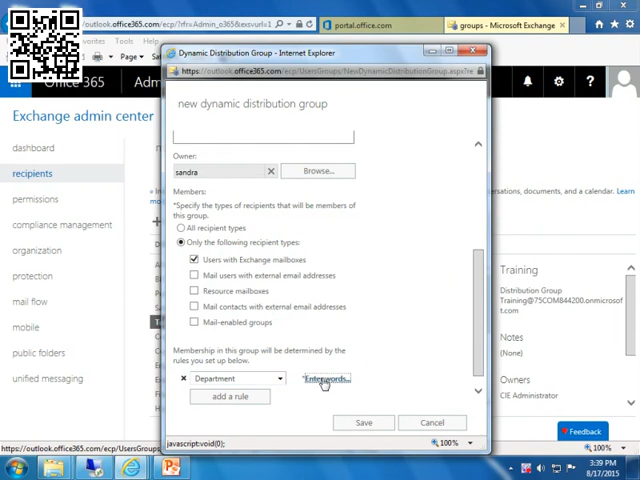 Dynamic Distribution Group - Internet Explorer
https://outlook.office365.com/ecp/?rfr=Admin_o365&exsvurl=1
portal.office.com
groups - Microsoft Exchange
https://outlook.office365.com/ecp/UsersGroups/NewDynamicDistributionGroup.aspx?re
Favorites Tools Help
Page
Office 365
Exchange admin center
dashboard
recipients
permissions
compliance management
organization
protection
mail flow
mobile
public folders
unified messaging
new dynamic distribution group
Owner:
sandra
Browse...
Members:
*Specify the types of recipients that will be members of
this group.
All recipient types
Only the following recipient types:
Users with Exchange mailboxes
Mail users with external email addresses
Resource mailboxes
Mail contacts with external email addresses
Mail-enabled groups
Membership in this group will be determined by the
rules you set up below.
Department
*Enter words...
add a rule
Save
Cancel
javascript:void(0);
100%
versations, documents, and a calendar. Learn
Training
Distribution Group
Training@75COM844200.onmicrosof
t.com
Notes
(None)
Owners
CIE Administrator
Feedback
https://outlook.office365.com/ecp/UsersGroups
100%
3:39 PM
8/17/2015